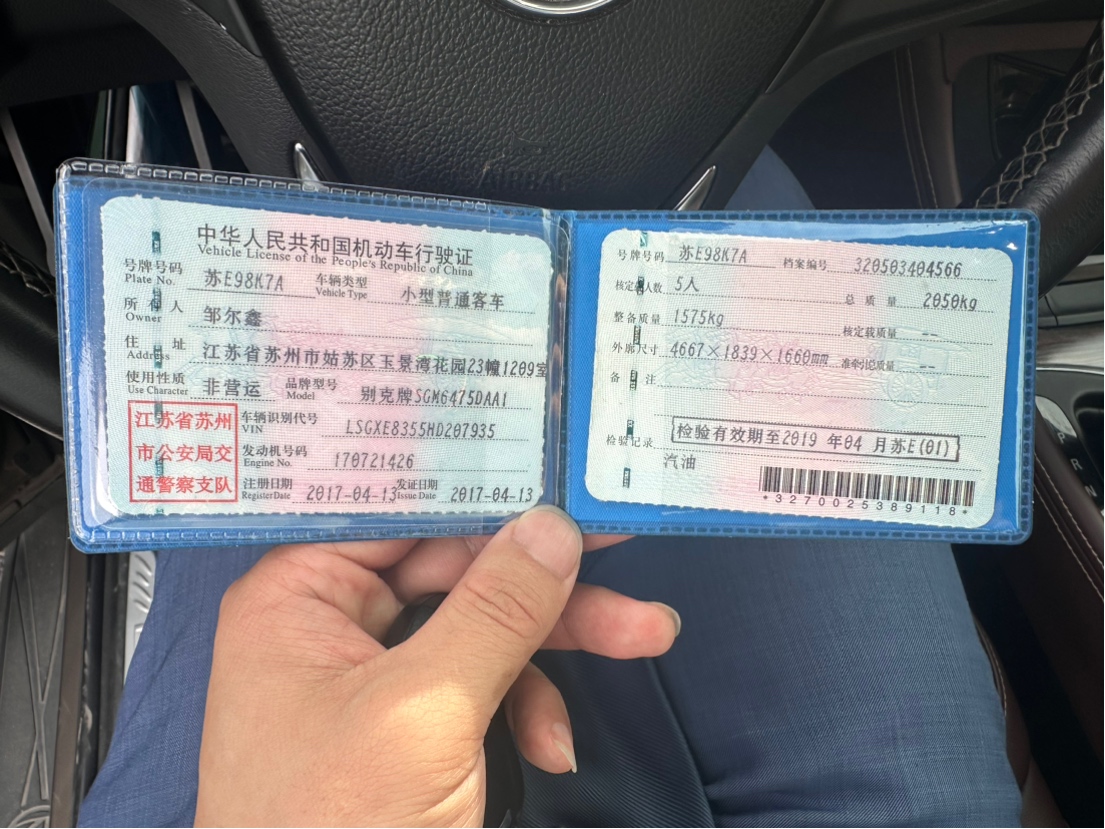 中华人民共和国机动车行驶证
Vehicle License of the People's Republic of China
号牌号码 苏E98K7A 车辆类型 小型普通客车
Plate No. Vehicle Type
所有人 邹尔鑫
Owner
住址 江苏省苏州市姑苏区玉景湾花园23幢1209室
Address
使用性质 非营运 品牌型号 别克牌SGM6475DAA1
Use Character Model
江苏省苏州
市公安局交
通警察支队
车辆识别代号 LSGXE8355HD207935
VIN
发动机号码 170721426
Engine No.
注册日期 2017-04-13 发证日期 2017-04-13
Register Date Issue Date
号牌号码 苏E98K7A 档案编号 320503404566
核定载人数 5人 总质量 2050kg
整备质量 1575kg 核定载质量 --
外廓尺寸 4667×1839×1660mm 准牵引总质量 --
备注
检验记录 检验有效期至2019年04月苏E(01)
汽油
*3270025389118*
P
R
N